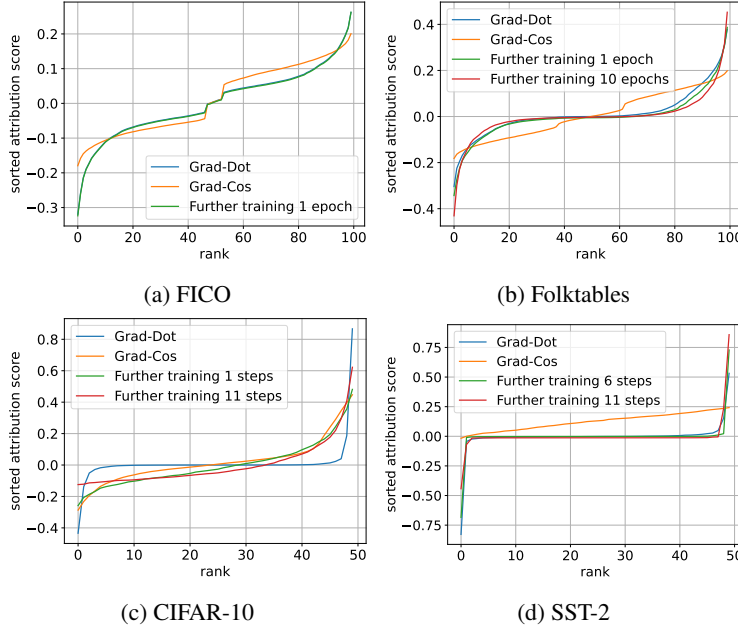 0.2
0.1
0.0
−0.1
−0.2
−0.3
sorted attribution score
0 20 40 60 80 100
rank
Grad-Dot
Grad-Cos
Further training 1 epoch
(a) FICO
0.4
0.2
0.0
−0.2
−0.4
sorted attribution score
0 20 40 60 80 100
rank
Grad-Dot
Grad-Cos
Further training 1 epoch
Further training 10 epochs
(b) Folktables
0.8
0.6
0.4
0.2
0.0
−0.2
−0.4
sorted attribution score
0 10 20 30 40 50
rank
Grad-Dot
Grad-Cos
Further training 1 steps
Further training 11 steps
(c) CIFAR-10
0.75
0.50
0.25
0.00
−0.25
−0.50
−0.75
sorted attribution score
0 10 20 30 40 50
rank
Grad-Dot
Grad-Cos
Further training 6 steps
Further training 11 steps
(d) SST-2